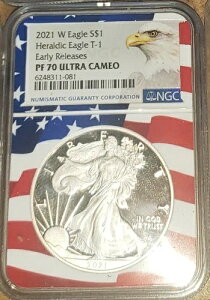 2021 W Eagle S$1
Heraldic Eagle T-1
Early Releases
PF 70 ULTRA CAMEO
6248311-081
NUMISMATIC GUARANTY CORPORATION
NGC
LIBERTY
IN GOD
WE TRUST
2021